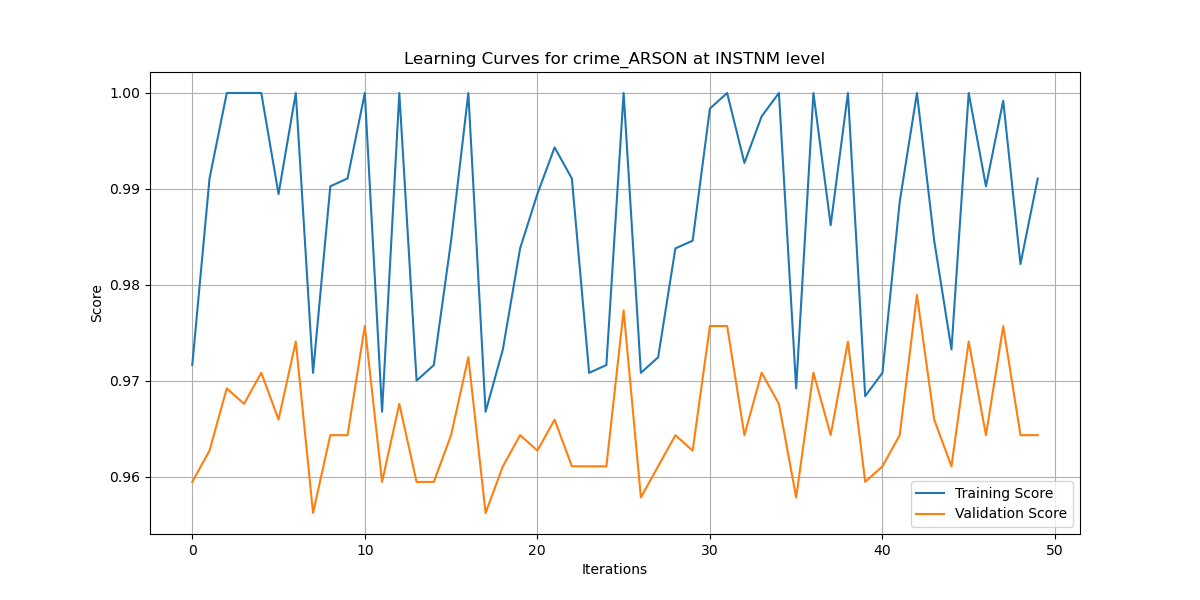 Learning Curves for crime_ARSON at INSTNM level
1.00
0.99
0.98
0.97
0.96
Score
0
10
20
30
40
50
Iterations
Training Score
Validation Score